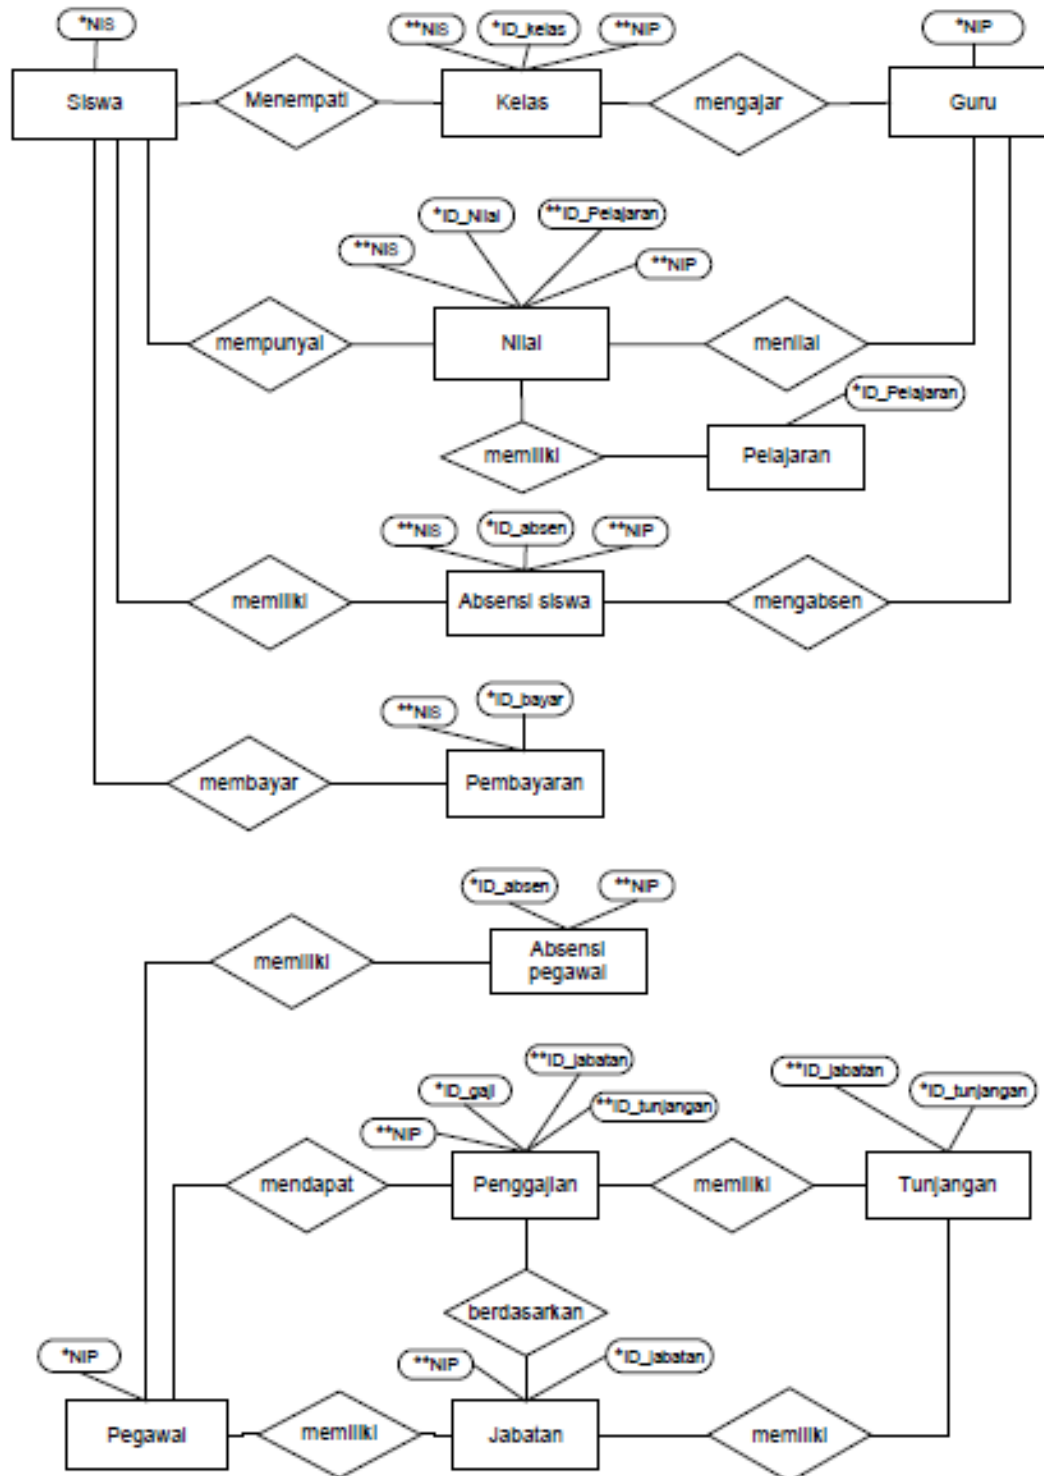 *NIS
**NIS
*ID_kelas
**NIP
*NIP
Siswa
Menempati
Kelas
mengajar
Guru
*ID_Nilai
**ID_Pelajaran
**NIS
**NIP
mempunyai
Nilai
menilai
*ID_Pelajaran
memiliki
Pelajaran
**NIS
*ID_absen
**NIP
memiliki
Absensi siswa
mengabsen
**NIS
*ID_bayar
membayar
Pembayaran
*ID_absen
**NIP
memiliki
Absensi
pegawai
**ID_jabatan
**ID_jabatan
*ID_gaji
*ID_tunjangan
**ID_tunjangan
**NIP
mendapat
Penggajian
memiliki
Tunjangan
berdasarkan
*NIP
**NIP
*ID_jabatan
Pegawai
memiliki
Jabatan
memiliki